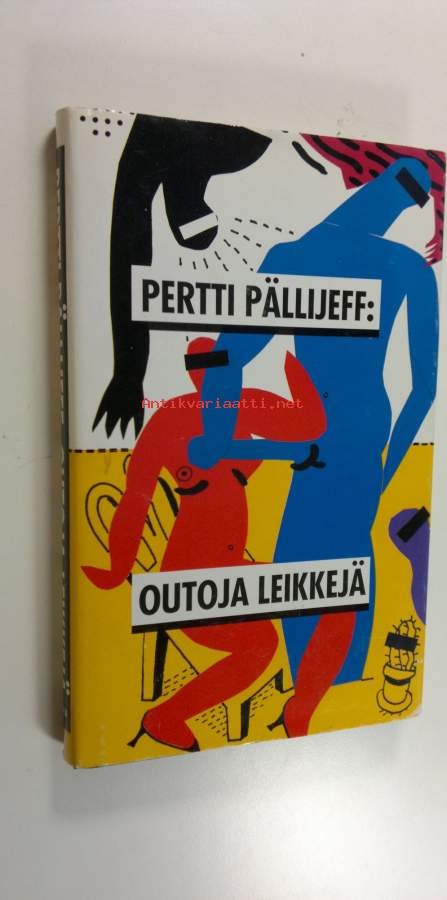 PERTTI PÄLLIJEFF:
Antikvariaatti.net
OUTOJA LEIKKEJÄ